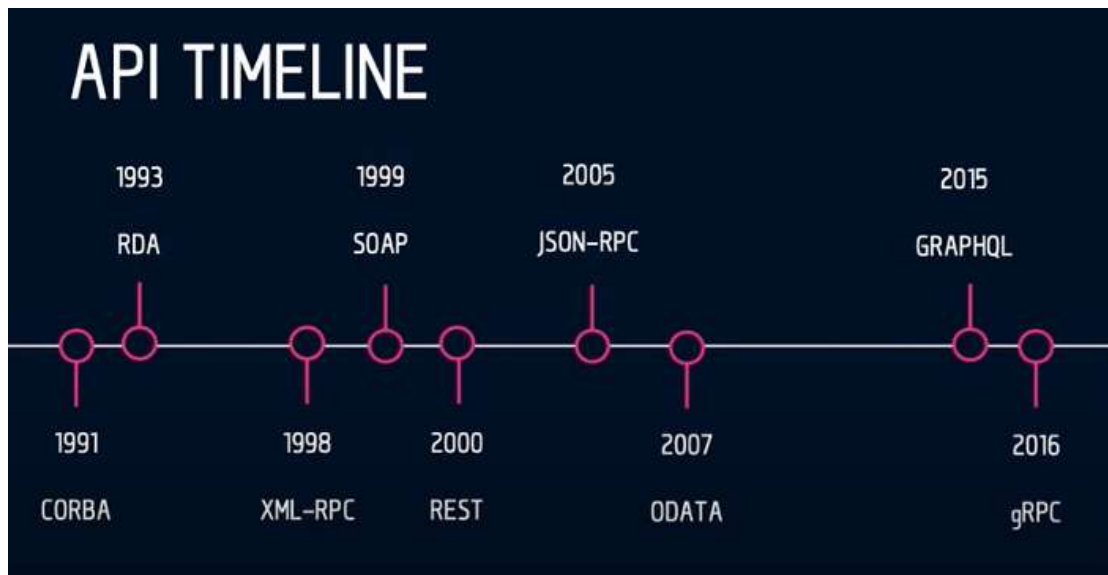 API TIMELINE
1993
RDA
1999
SOAP
2005
JSON-RPC
2015
GRAPHQL
1991
CORBA
1998
XML-RPC
2000
REST
2007
ODATA
2016
gRPC